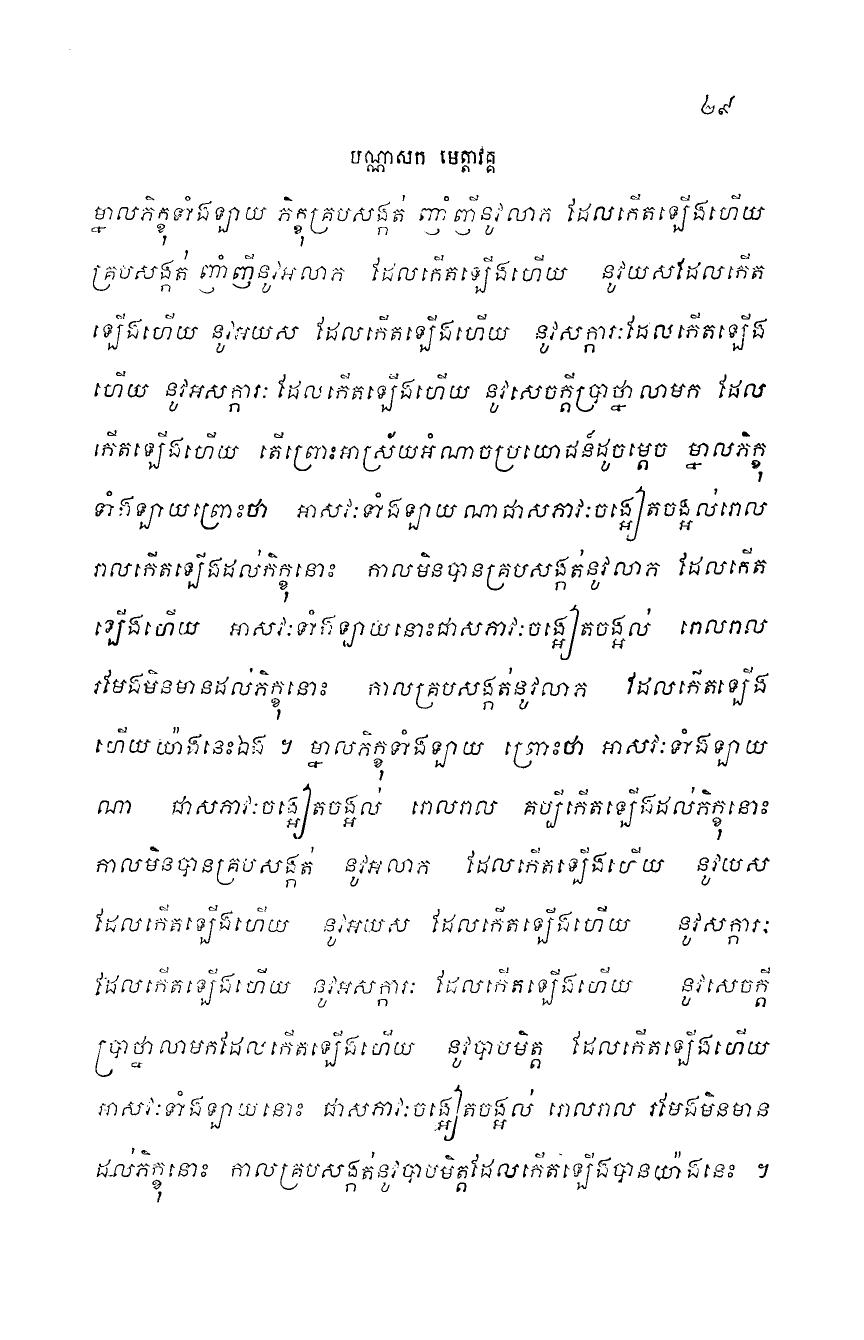 ២៩
បណ្ណាសក មេត្តាវគ្គ
ម្នាលភិក្ខុទាំងឡាយ ភិក្ខុគ្របសង្កត់ ញាំញីនូវលាភ ដែលកើតឡើងហើយ
គ្របសង្កត់ ញាំញីនូវអលាភ ដែលកើតឡើងហើយ នូវយសដែលកើត
ឡើងហើយ នូវអយស ដែលកើតឡើងហើយ នូវសក្ការៈដែលកើតឡើង
ហើយ នូវអសក្ការៈ ដែលកើតឡើងហើយ នូវសេចក្តីប្រាថ្នាលាមក ដែល
កើតឡើងហើយ តើព្រោះអាស្រ័យអំណាចប្រយោជន៍ដូចម្តេច ម្នាលភិក្ខុ
ទាំងឡាយព្រោះថា អាសវៈទាំងឡាយណាជាសភាវៈចង្អៀតចង្អល់ពេល
រាលកើតឡើងដល់ភិក្ខុនោះ កាលមិនបានគ្របសង្កត់នូវលាភ ដែលកើត
ឡើងហើយ អាសវៈទាំងឡាយនោះជាសភាវៈចង្អៀតចង្អល់ ពេលរាល
រមែងមិនមានដល់ភិក្ខុនោះ កាលគ្របសង្កត់នូវលាភ ដែលកើតឡើង
ហើយយ៉ាងនេះឯង ។ ម្នាលភិក្ខុទាំងឡាយ ព្រោះថា អាសវៈទាំងឡាយ
ណា ជាសភាវៈចង្អៀតចង្អល់ ពេលរាល គប្បីកើតឡើងដល់ភិក្ខុនោះ
កាលមិនបានគ្របសង្កត់ នូវអលាភ ដែលកើតឡើងហើយ នូវយស
ដែលកើតឡើងហើយ នូវអយស ដែលកើតឡើងហើយ នូវសក្ការៈ
ដែលកើតឡើងហើយ នូវអសក្ការៈ ដែលកើតឡើងហើយ នូវសេចក្តី
ប្រាថ្នាលាមកដែលកើតឡើងហើយ នូវបាបមិត្ត ដែលកើតឡើងហើយ
អាសវៈទាំងឡាយនោះ ជាសភាវៈចង្អៀតចង្អល់ ពេលរាល រមែងមិនមាន
ដល់ភិក្ខុនោះ កាលគ្របសង្កត់នូវបាបមិត្តដែលកើតឡើងបានយ៉ាងនេះ ។